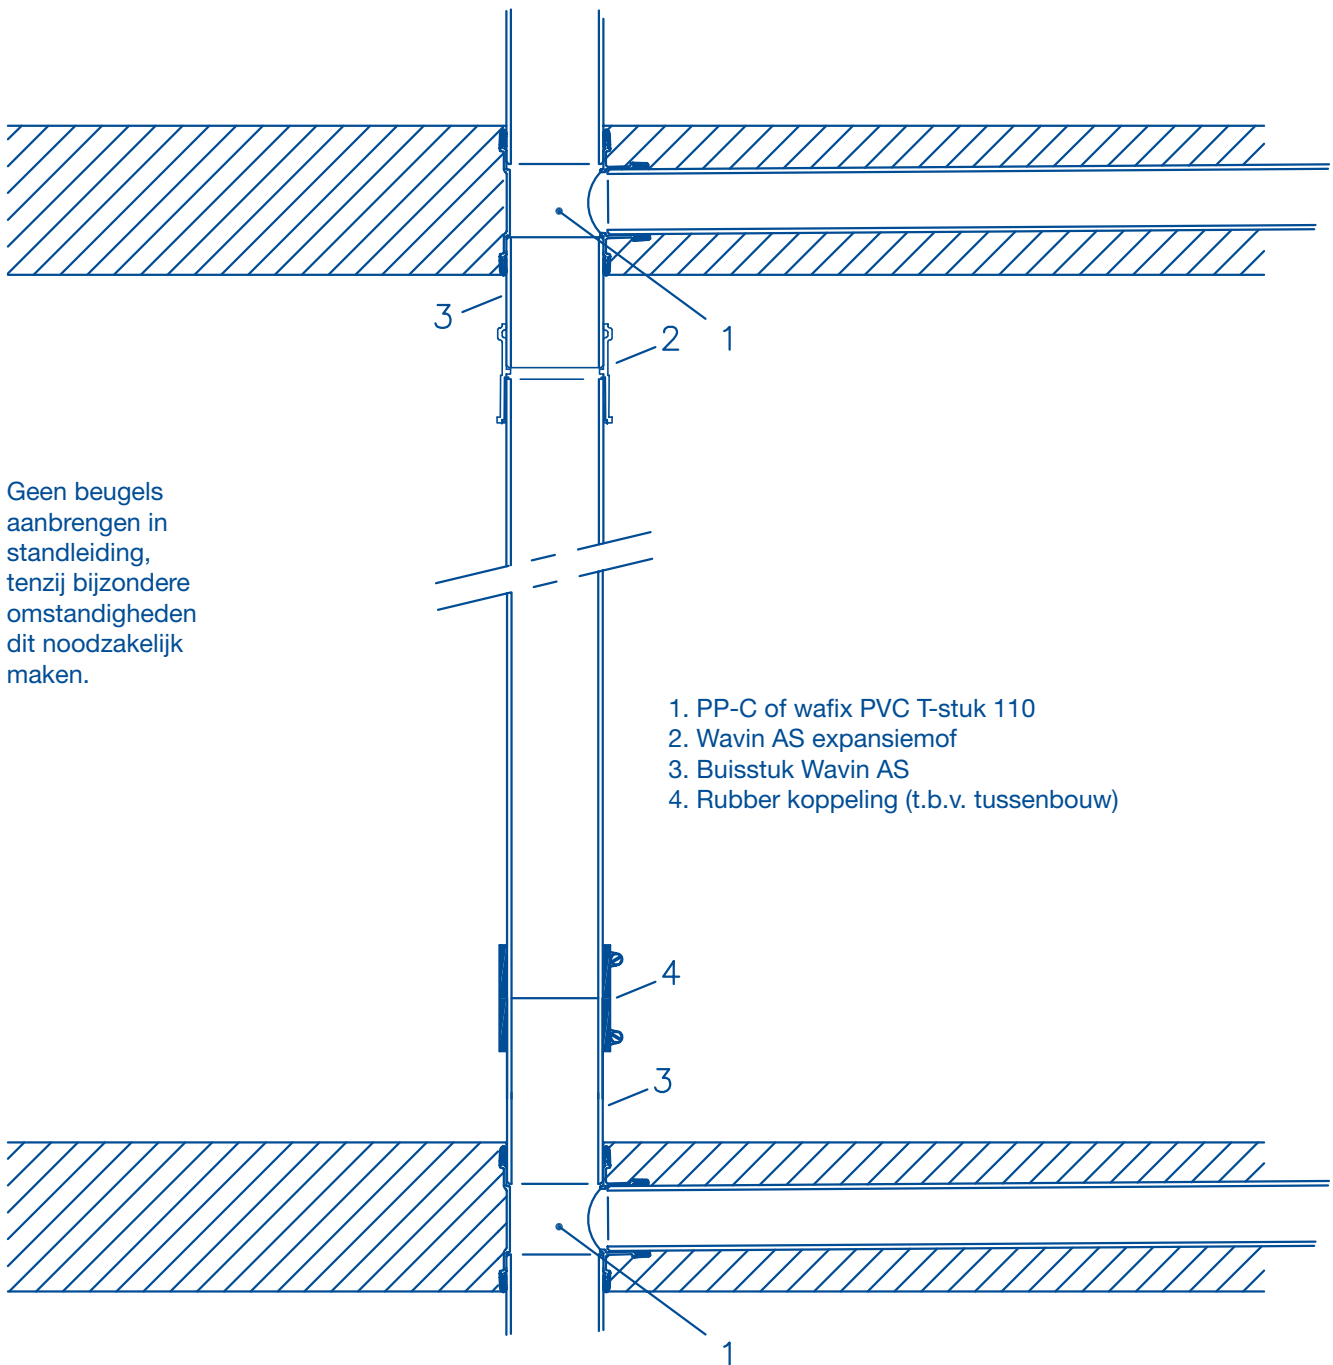 3
2
1
Geen beugels
aanbrengen in
standleiding,
tenzij bijzondere
omstandigheden
dit noodzakelijk
maken.
1. PP-C of wafix PVC T-stuk 110
2. Wavin AS expansiemof
3. Buisstuk Wavin AS
4. Rubber koppeling (t.b.v. tussenbouw)
4
3
1